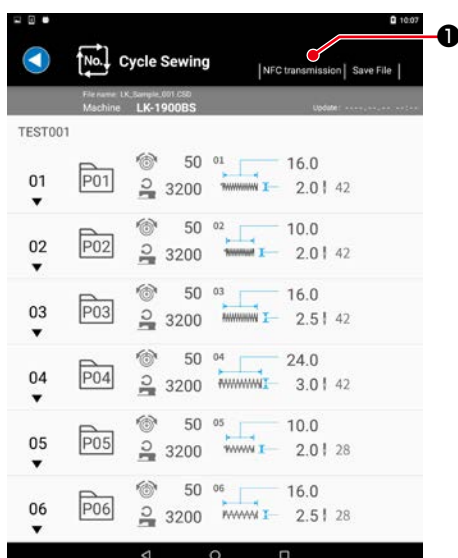 10:07
❶
No. Cycle Sewing
NFC transmission Save File
File name: LK_Sample_001.CSD
Machine LK-1900BS Update: ----.--.-- --:--
TEST001
50 01 16.0
01 P01
3200 2.0 42
50 02 10.0
02 P02
3200 2.0 42
50 03 16.0
03 P03
3200 2.5 42
50 04 24.0
04 P04
3200 3.0 42
50 05 10.0
05 P05
3200 2.0 28
50 06 16.0
06 P06
3200 2.5 28